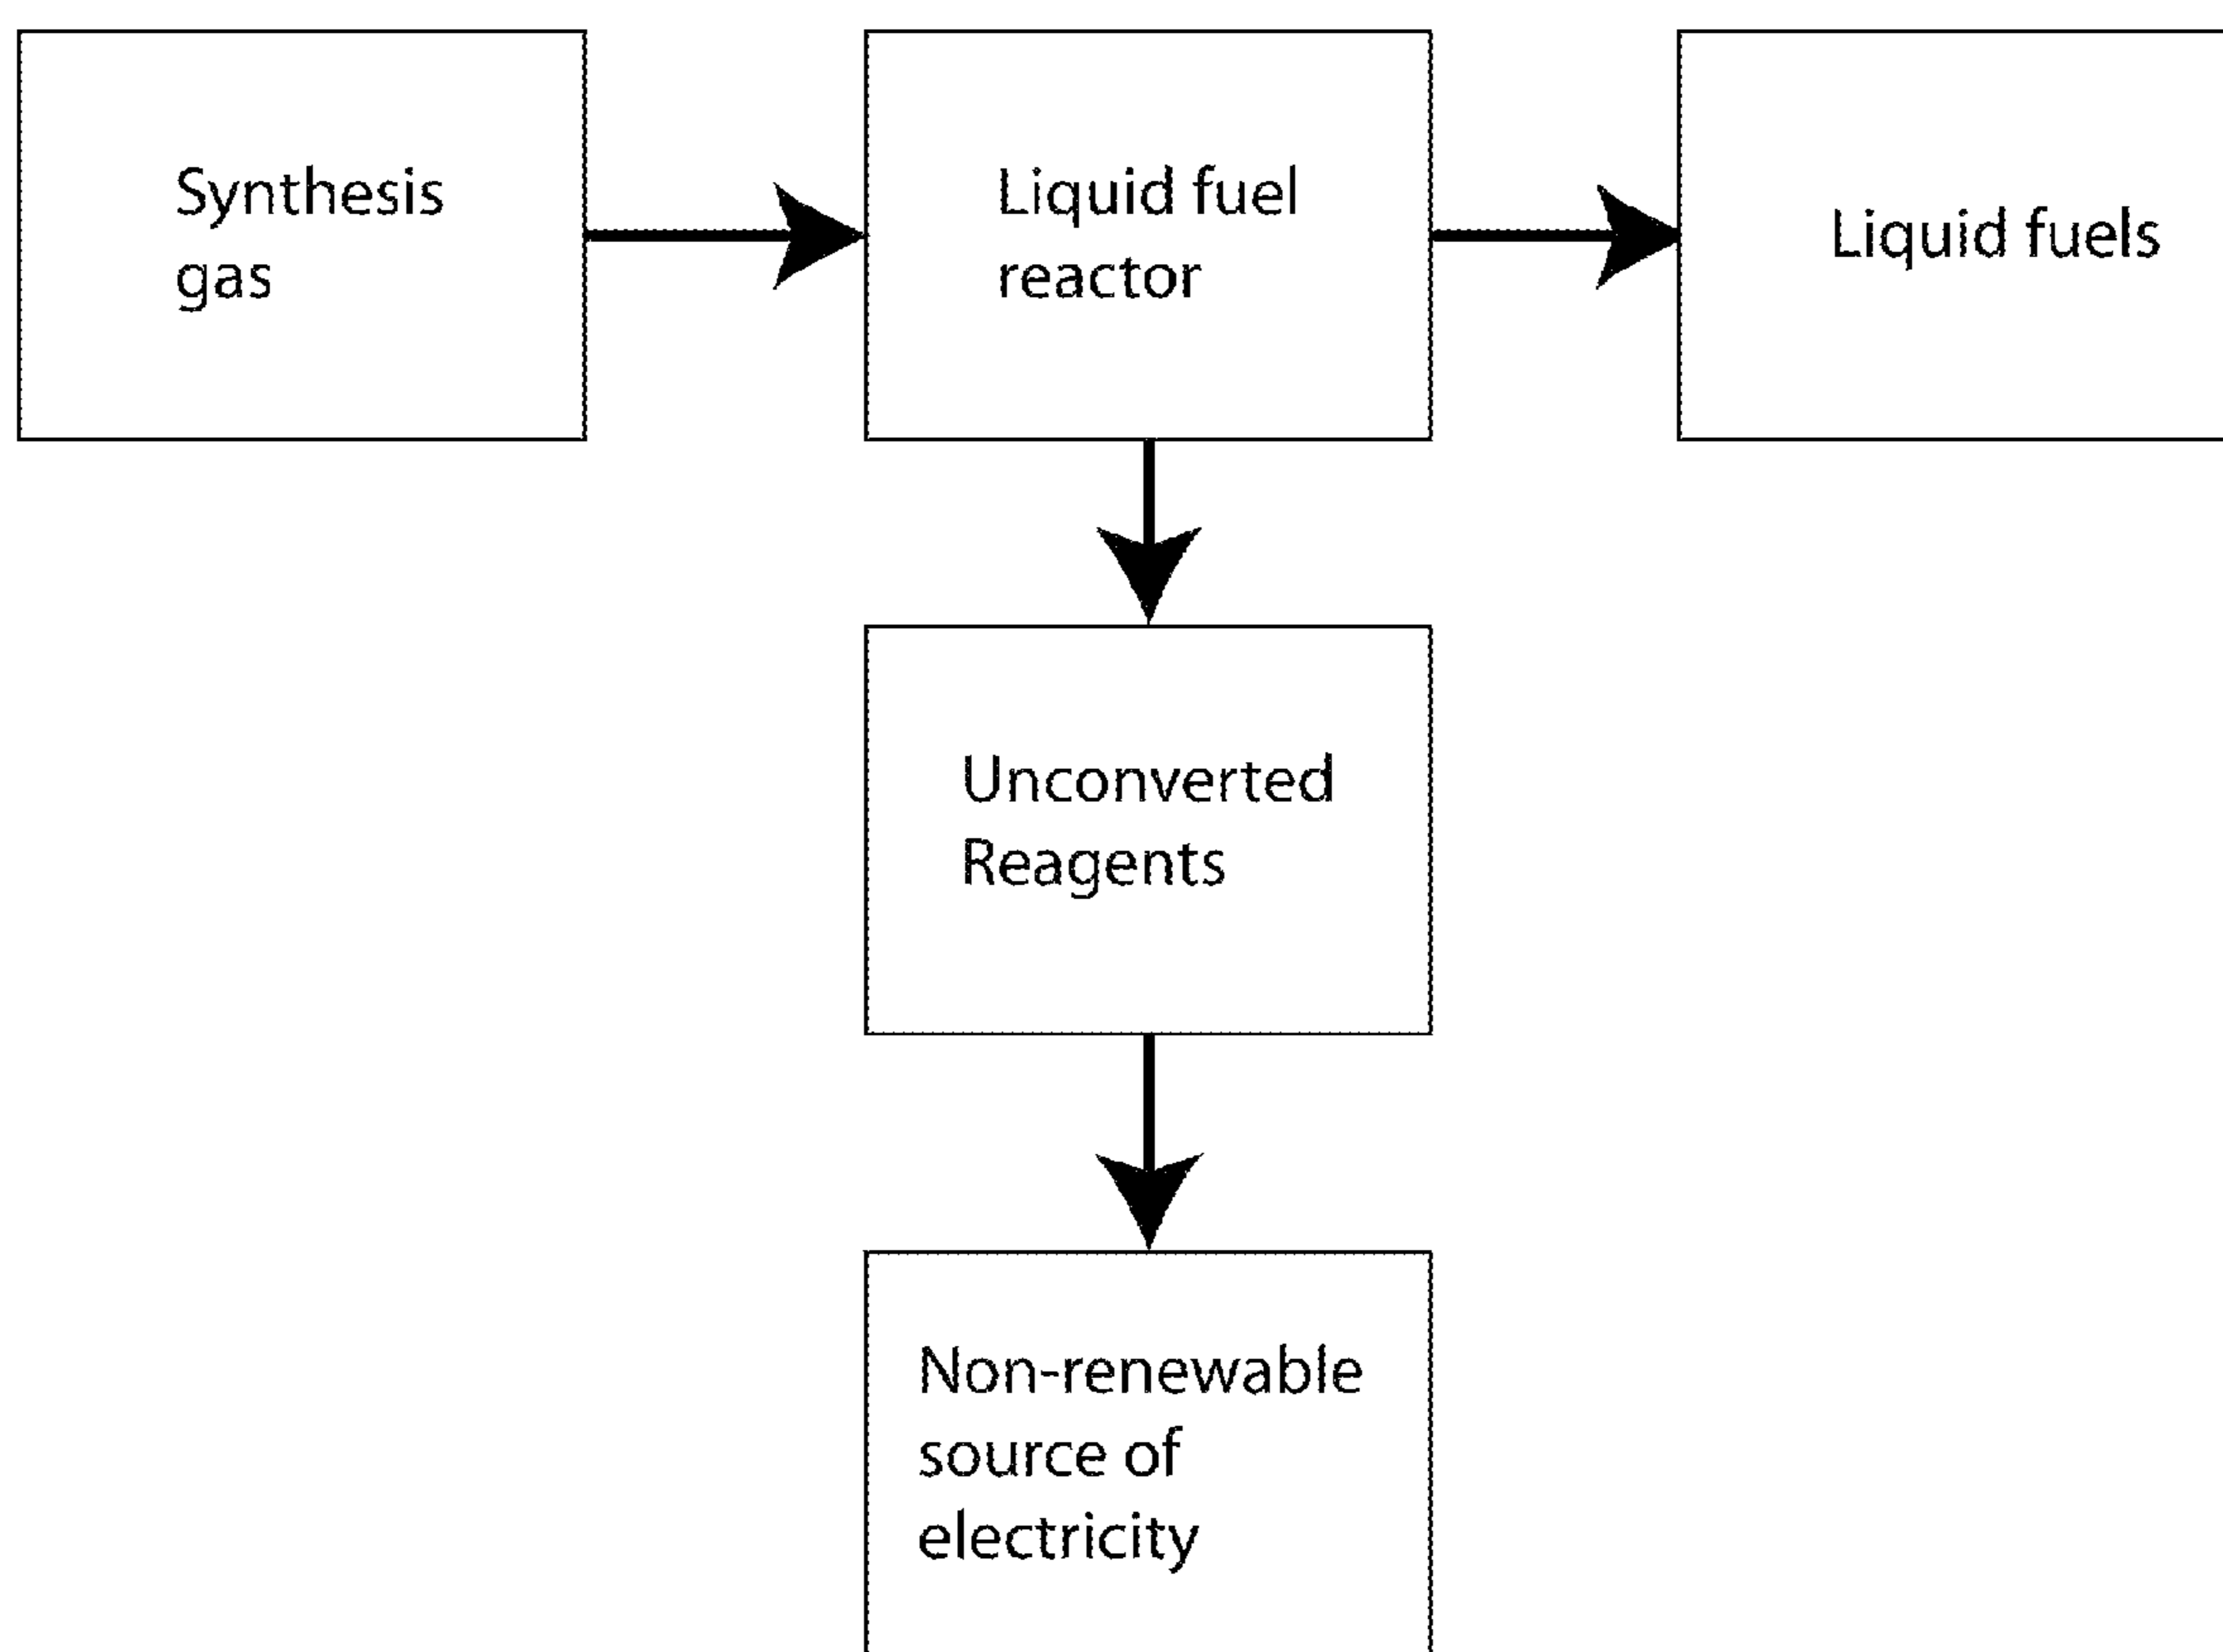 Synthesis
gas
Liquid fuel
reactor
Liquid fuels
Unconverted
Reagents
Non-renewable
source of
electricity